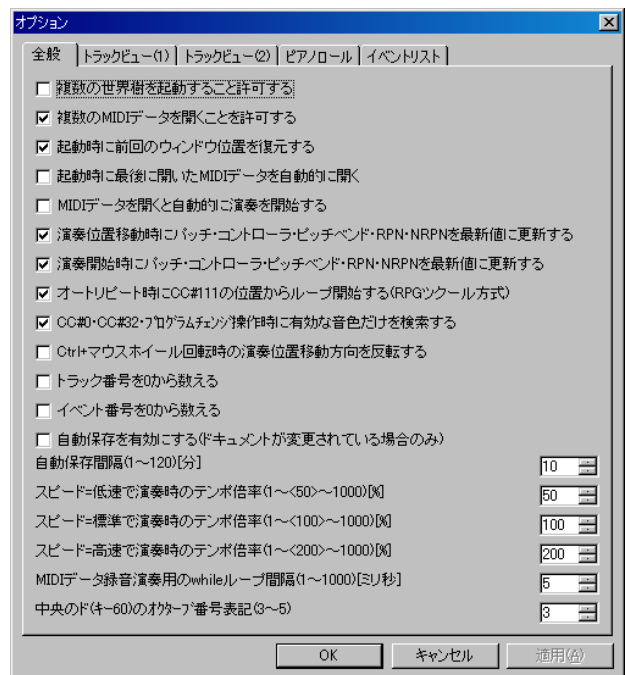 オプション
全般 トラックビュー(1) トラックビュー(2) ピアノロール イベントリスト
複数の世界樹を起動すること許可する
複数のMIDIデータを開くことを許可する
起動時に前回のウィンドウ位置を復元する
起動時に最後に開いたMIDIデータを自動的に開く
MIDIデータを開くと自動的に演奏を開始する
演奏位置移動時にパッチ・コントローラ・ピッチベンド・RPN・NRPNを最新値に更新する
演奏開始時にパッチ・コントローラ・ピッチベンド・RPN・NRPNを最新値に更新する
オートリピート時にCC#111の位置からループ開始する(RPGツクール方式)
CC#0・CC#32・プログラムチェンジ操作時に有効な音色だけを検索する
Ctrl+マウスホイール回転時の演奏位置移動方向を反転する
トラック番号を0から数える
イベント番号を0から数える
自動保存を有効にする(ドキュメントが変更されている場合のみ)
自動保存間隔(1～120)[分] 10
スピード=低速で演奏時のテンポ倍率(1～<50>～1000)[%] 50
スピード=標準で演奏時のテンポ倍率(1～<100>～1000)[%] 100
スピード=高速で演奏時のテンポ倍率(1～<200>～1000)[%] 200
MIDIデータ録音演奏用のwhileループ間隔(1～1000)[ミリ秒] 5
中央のド(キー60)のオクターブ番号表記(3～5) 3
OK キャンセル 適用(A)